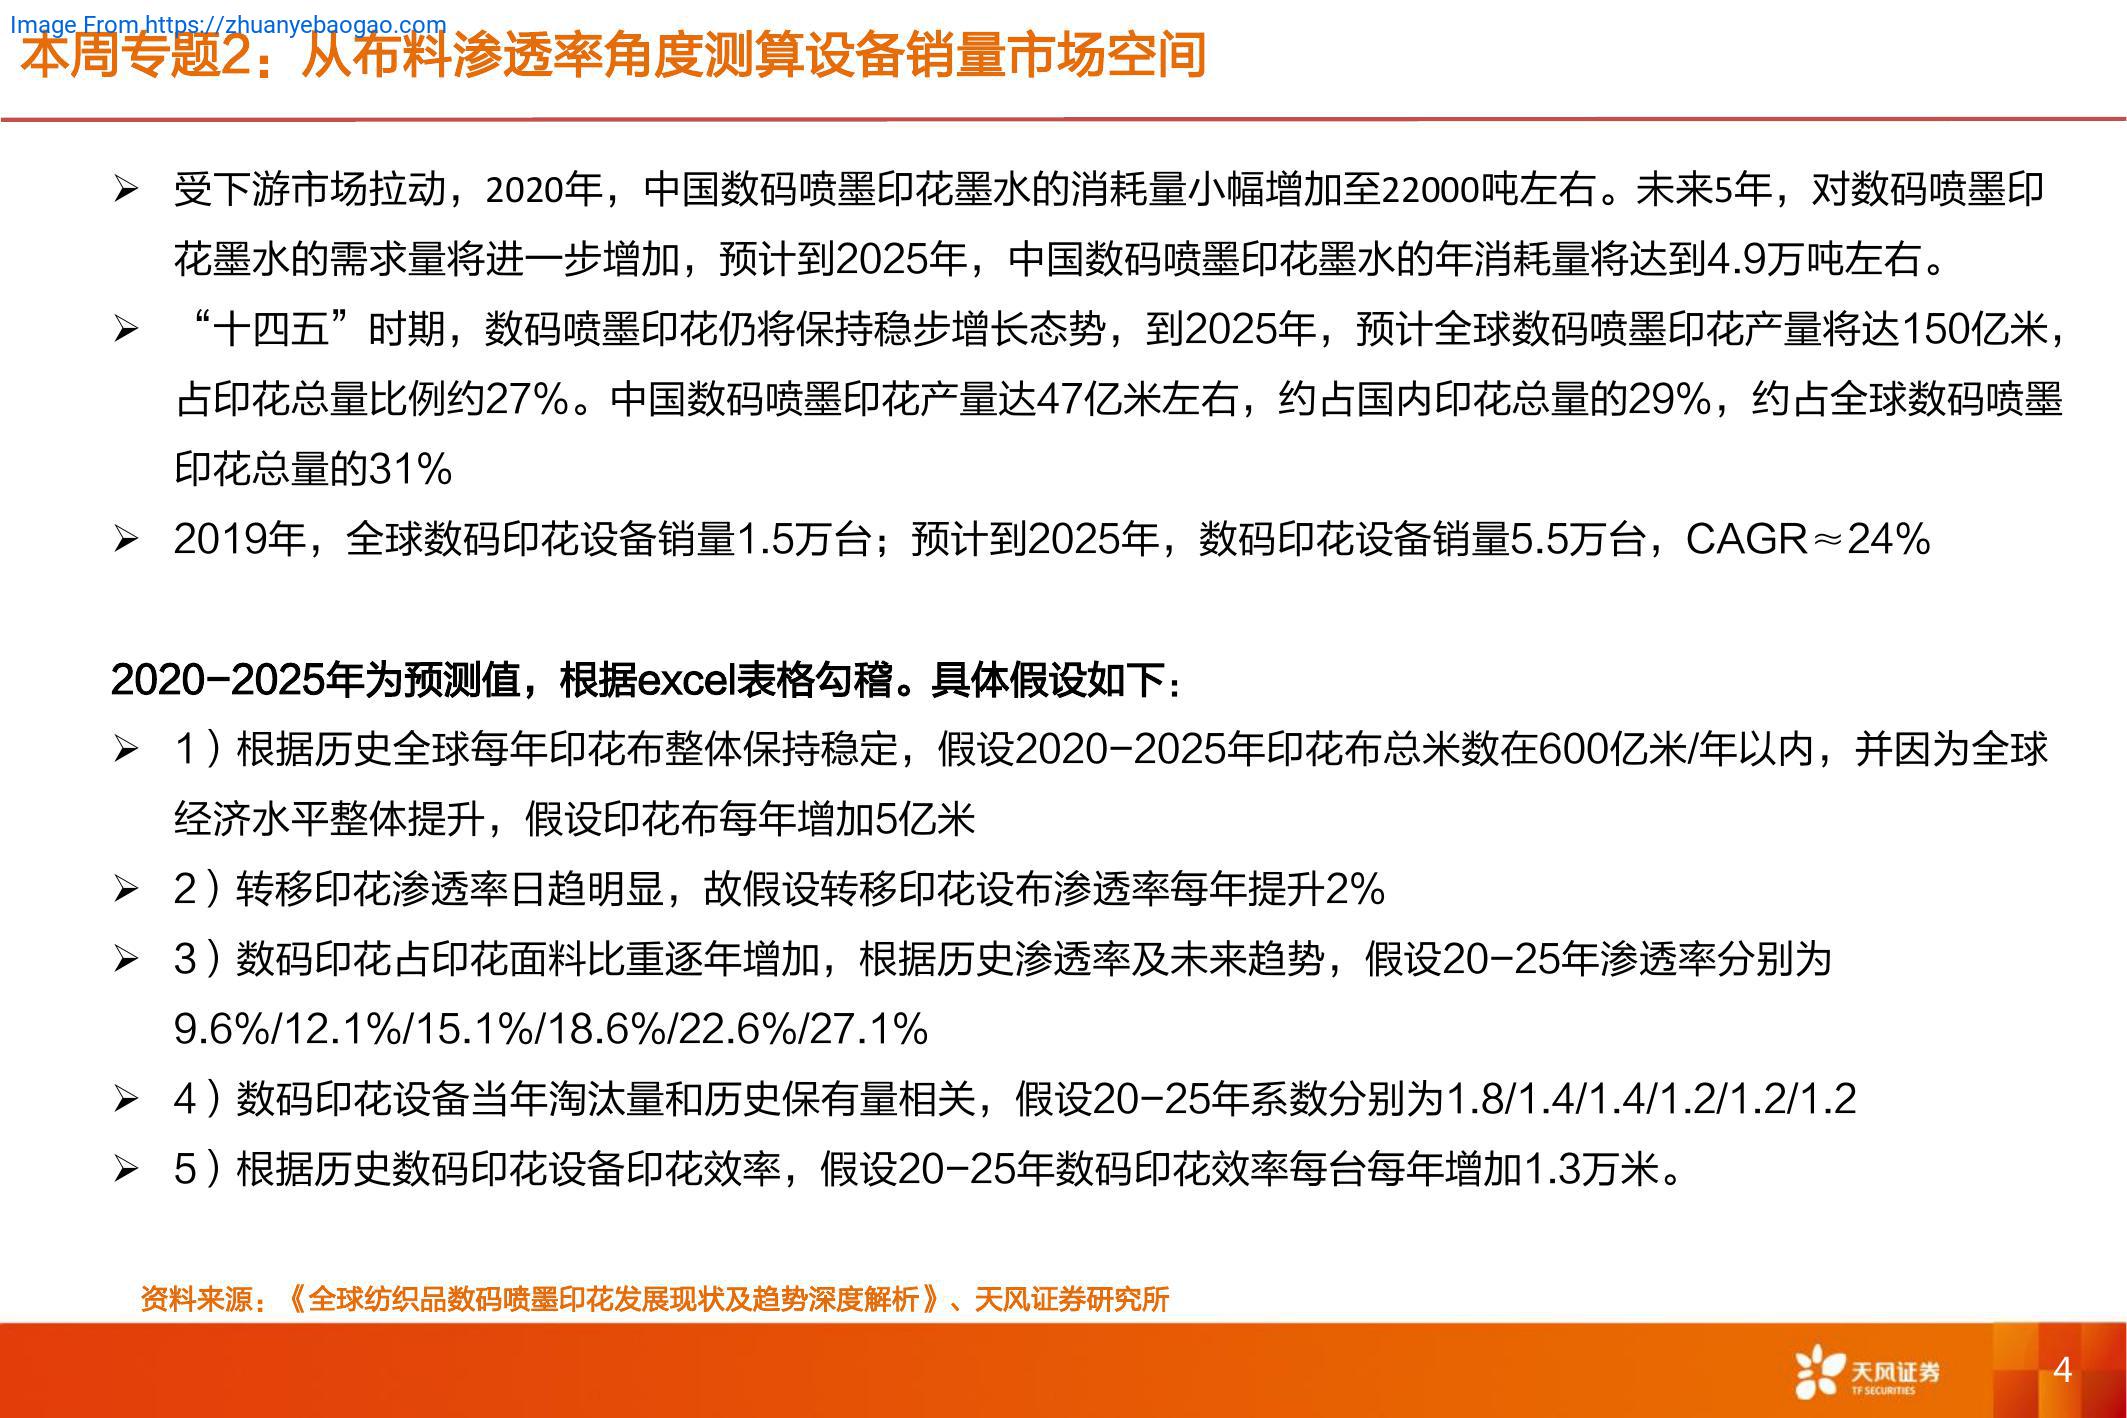 Image From https://zhuanyebaogao.com
本周专题2：从布料渗透率角度测算设备销量市场空间
➢ 受下游市场拉动，2020年，中国数码喷墨印花墨水的消耗量小幅增加至22000吨左右。未来5年，对数码喷墨印
花墨水的需求量将进一步增加，预计到2025年，中国数码喷墨印花墨水的年消耗量将达到4.9万吨左右。
➢ “十四五”时期，数码喷墨印花仍将保持稳步增长态势，到2025年，预计全球数码喷墨印花产量将达150亿米，
占印花总量比例约27%。中国数码喷墨印花产量达47亿米左右，约占国内印花总量的29%，约占全球数码喷墨
印花总量的31%
➢ 2019年，全球数码印花设备销量1.5万台；预计到2025年，数码印花设备销量5.5万台，CAGR≈24%
2020-2025年为预测值，根据excel表格勾稽。具体假设如下：
➢ 1）根据历史全球每年印花布整体保持稳定，假设2020-2025年印花布总米数在600亿米/年以内，并因为全球
经济水平整体提升，假设印花布每年增加5亿米
➢ 2）转移印花渗透率日趋明显，故假设转移印花设布渗透率每年提升2%
➢ 3）数码印花占印花面料比重逐年增加，根据历史渗透率及未来趋势，假设20-25年渗透率分别为
9.6%/12.1%/15.1%/18.6%/22.6%/27.1%
➢ 4）数码印花设备当年淘汰量和历史保有量相关，假设20-25年系数分别为1.8/1.4/1.4/1.2/1.2/1.2
➢ 5）根据历史数码印花设备印花效率，假设20-25年数码印花效率每台每年增加1.3万米。
资料来源：《全球纺织品数码喷墨印花发展现状及趋势深度解析》、天风证券研究所
天风证券
TF SECURITIES
4